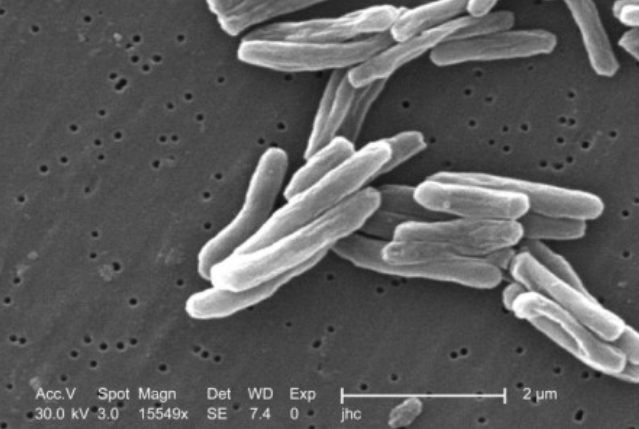 Acc.V Spot Magn Det WD Exp 2 µm
30.0 kV 3.0 15549x SE 7.4 0 jhc